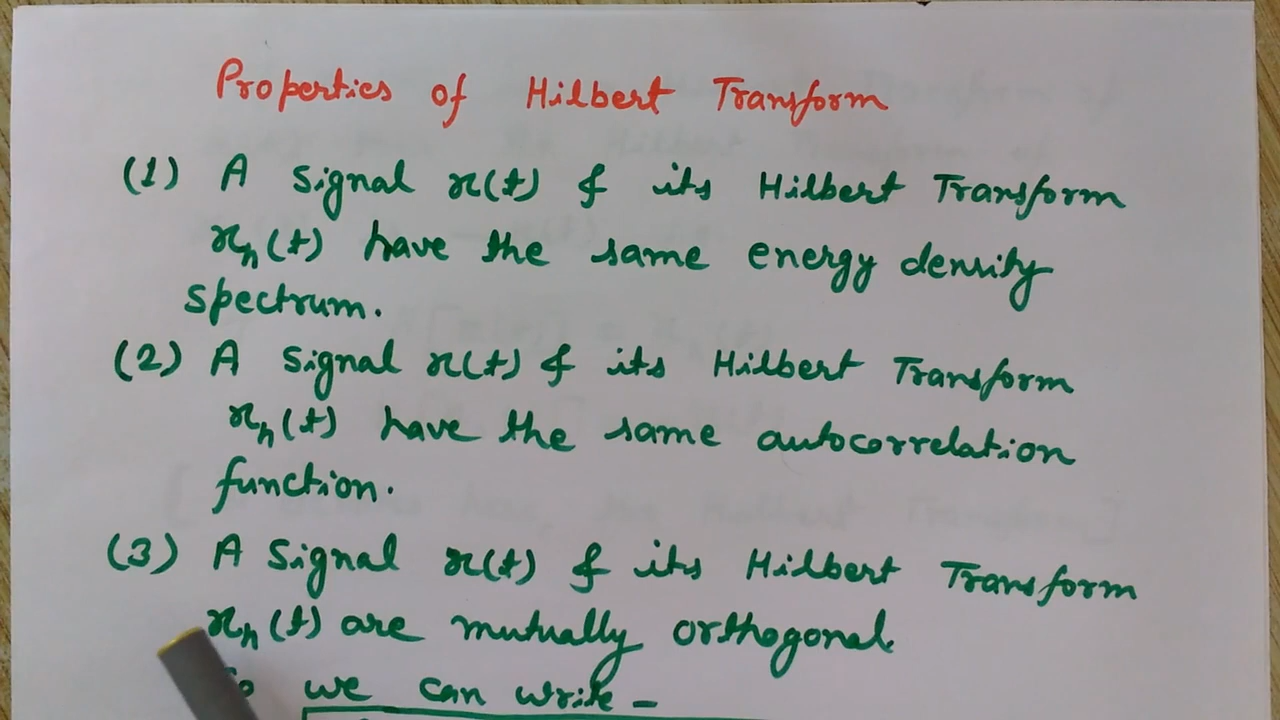 Properties of Hilbert Transform
(1) A Signal x(t) & its Hilbert Transform
xₕ(t) have the same energy density
spectrum.
(2) A Signal x(t) & its Hilbert Transform
xₕ(t) have the same autocorrelation
function.
(3) A Signal x(t) & its Hilbert Transform
xₕ(t) are mutually orthogonal.
we can write -